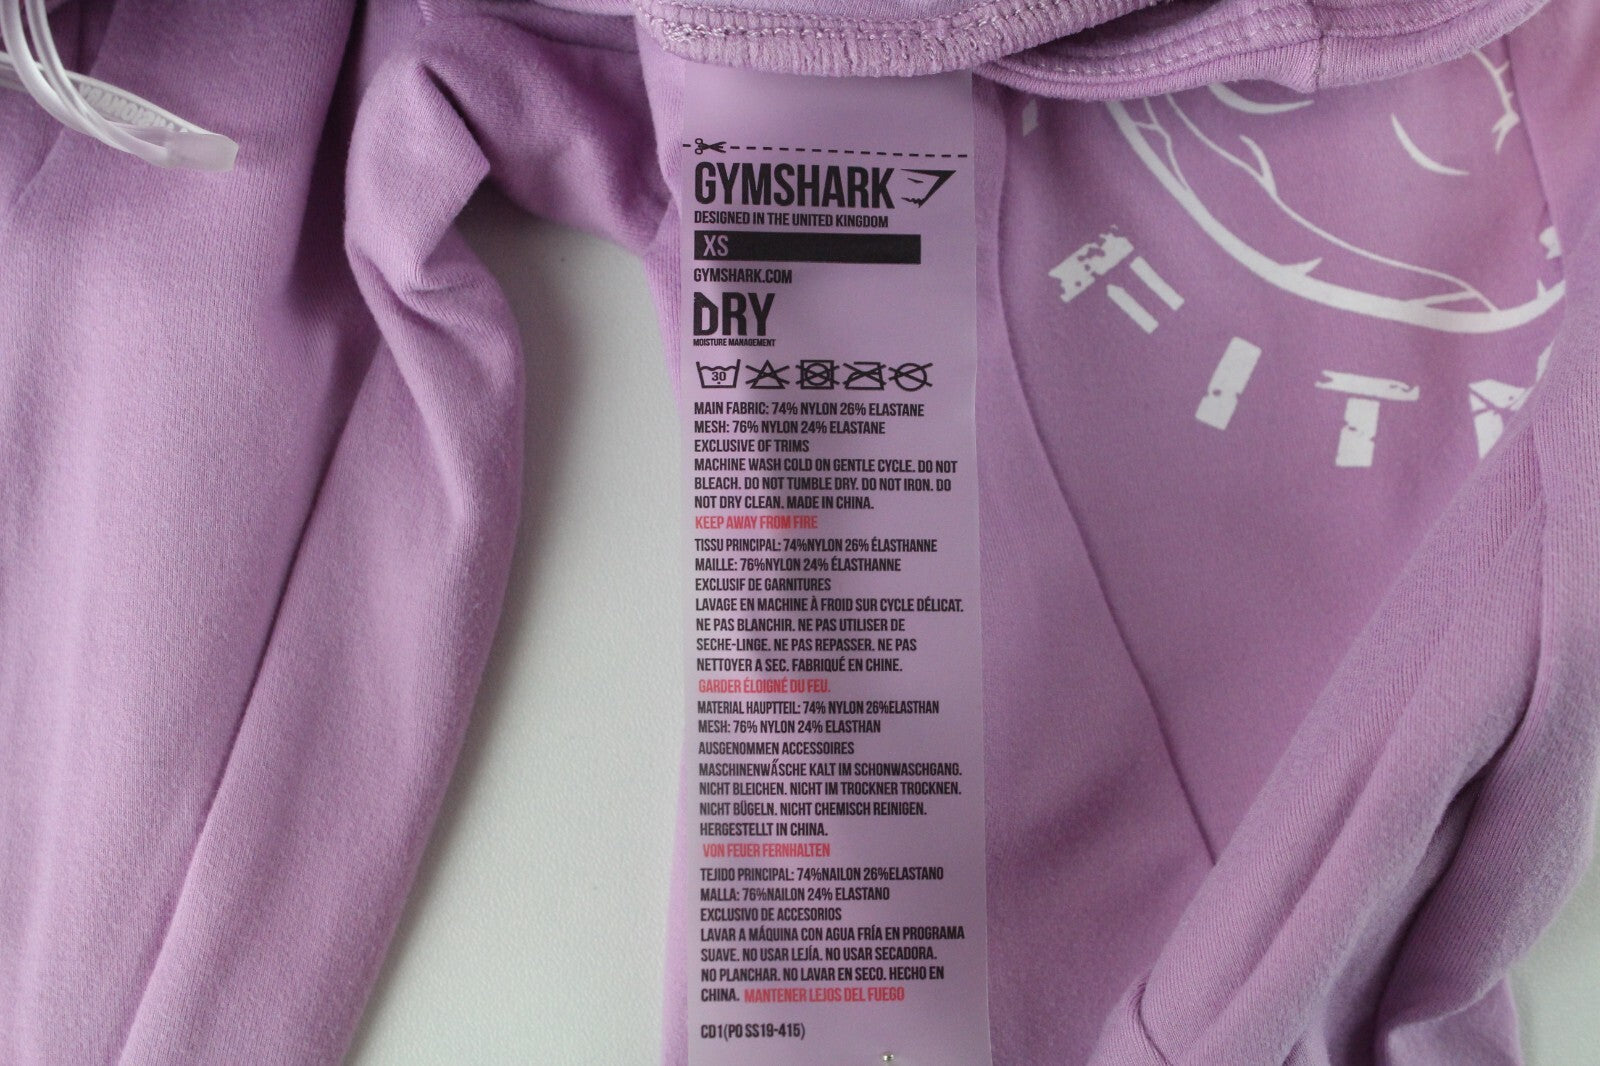 GYMSHARK
DESIGNED IN THE UNITED KINGDOM
XS
GYMSHARK.COM
DRY
MOISTURE MANAGEMENT
30
MAIN FABRIC: 74% NYLON 26% ELASTANE
MESH: 76% NYLON 24% ELASTANE
EXCLUSIVE OF TRIMS
MACHINE WASH COLD ON GENTLE CYCLE. DO NOT
BLEACH. DO NOT TUMBLE DRY. DO NOT IRON. DO
NOT DRY CLEAN. MADE IN CHINA.
KEEP AWAY FROM FIRE
TISSU PRINCIPAL: 74%NYLON 26% ÉLASTHANNE
MAILLE: 76%NYLON 24% ÉLASTHANNE
EXCLUSIF DE GARNITURES
LAVAGE EN MACHINE À FROID SUR CYCLE DÉLICAT.
NE PAS BLANCHIR. NE PAS UTILISER DE
SECHE-LINGE. NE PAS REPASSER. NE PAS
NETTOYER A SEC. FABRIQUÉ EN CHINE.
GARDER ÉLOIGNÉ DU FEU.
MATERIAL HAUPTTEIL: 74% NYLON 26%ELASTHAN
MESH: 76% NYLON 24% ELASTHAN
AUSGENOMMEN ACCESSOIRES
MASCHINENWA̋SCHE KALT IM SCHONWASCHGANG.
NICHT BLEICHEN. NICHT IM TROCKNER TROCKNEN.
NICHT BÜGELN. NICHT CHEMISCH REINIGEN.
HERGESTELLT IN CHINA.
VON FEUER FERNHALTEN
TEJIDO PRINCIPAL: 74%NAILON 26%ELASTANO
MALLA: 76%NAILON 24% ELASTANO
EXCLUSIVO DE ACCESORIOS
LAVAR A MÁQUINA CON AGUA FRÍA EN PROGRAMA
SUAVE. NO USAR LEJÍA. NO USAR SECADORA.
NO PLANCHAR. NO LAVAR EN SECO. HECHO EN
CHINA. MANTENER LEJOS DEL FUEGO
CD1(PO SS19-415)